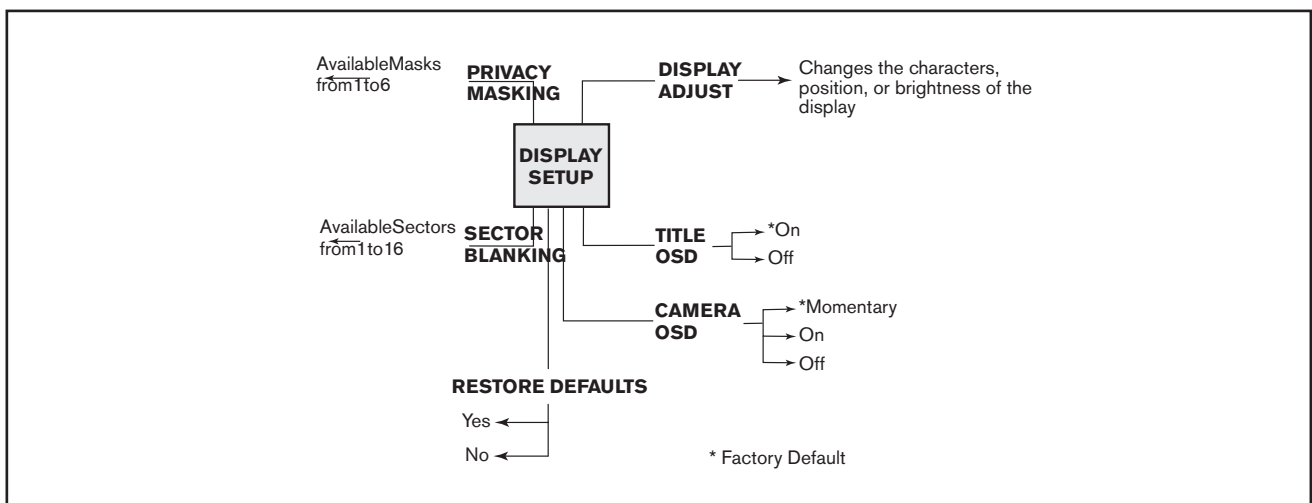 AvailableMasks
from1to6
PRIVACY
MASKING
DISPLAY
ADJUST
Changes the characters,
position, or brightness of the
display
DISPLAY
SETUP
AvailableSectors
from1to16
SECTOR
BLANKING
TITLE
OSD
*On
Off
CAMERA
OSD
*Momentary
On
Off
RESTORE DEFAULTS
Yes
No
* Factory Default